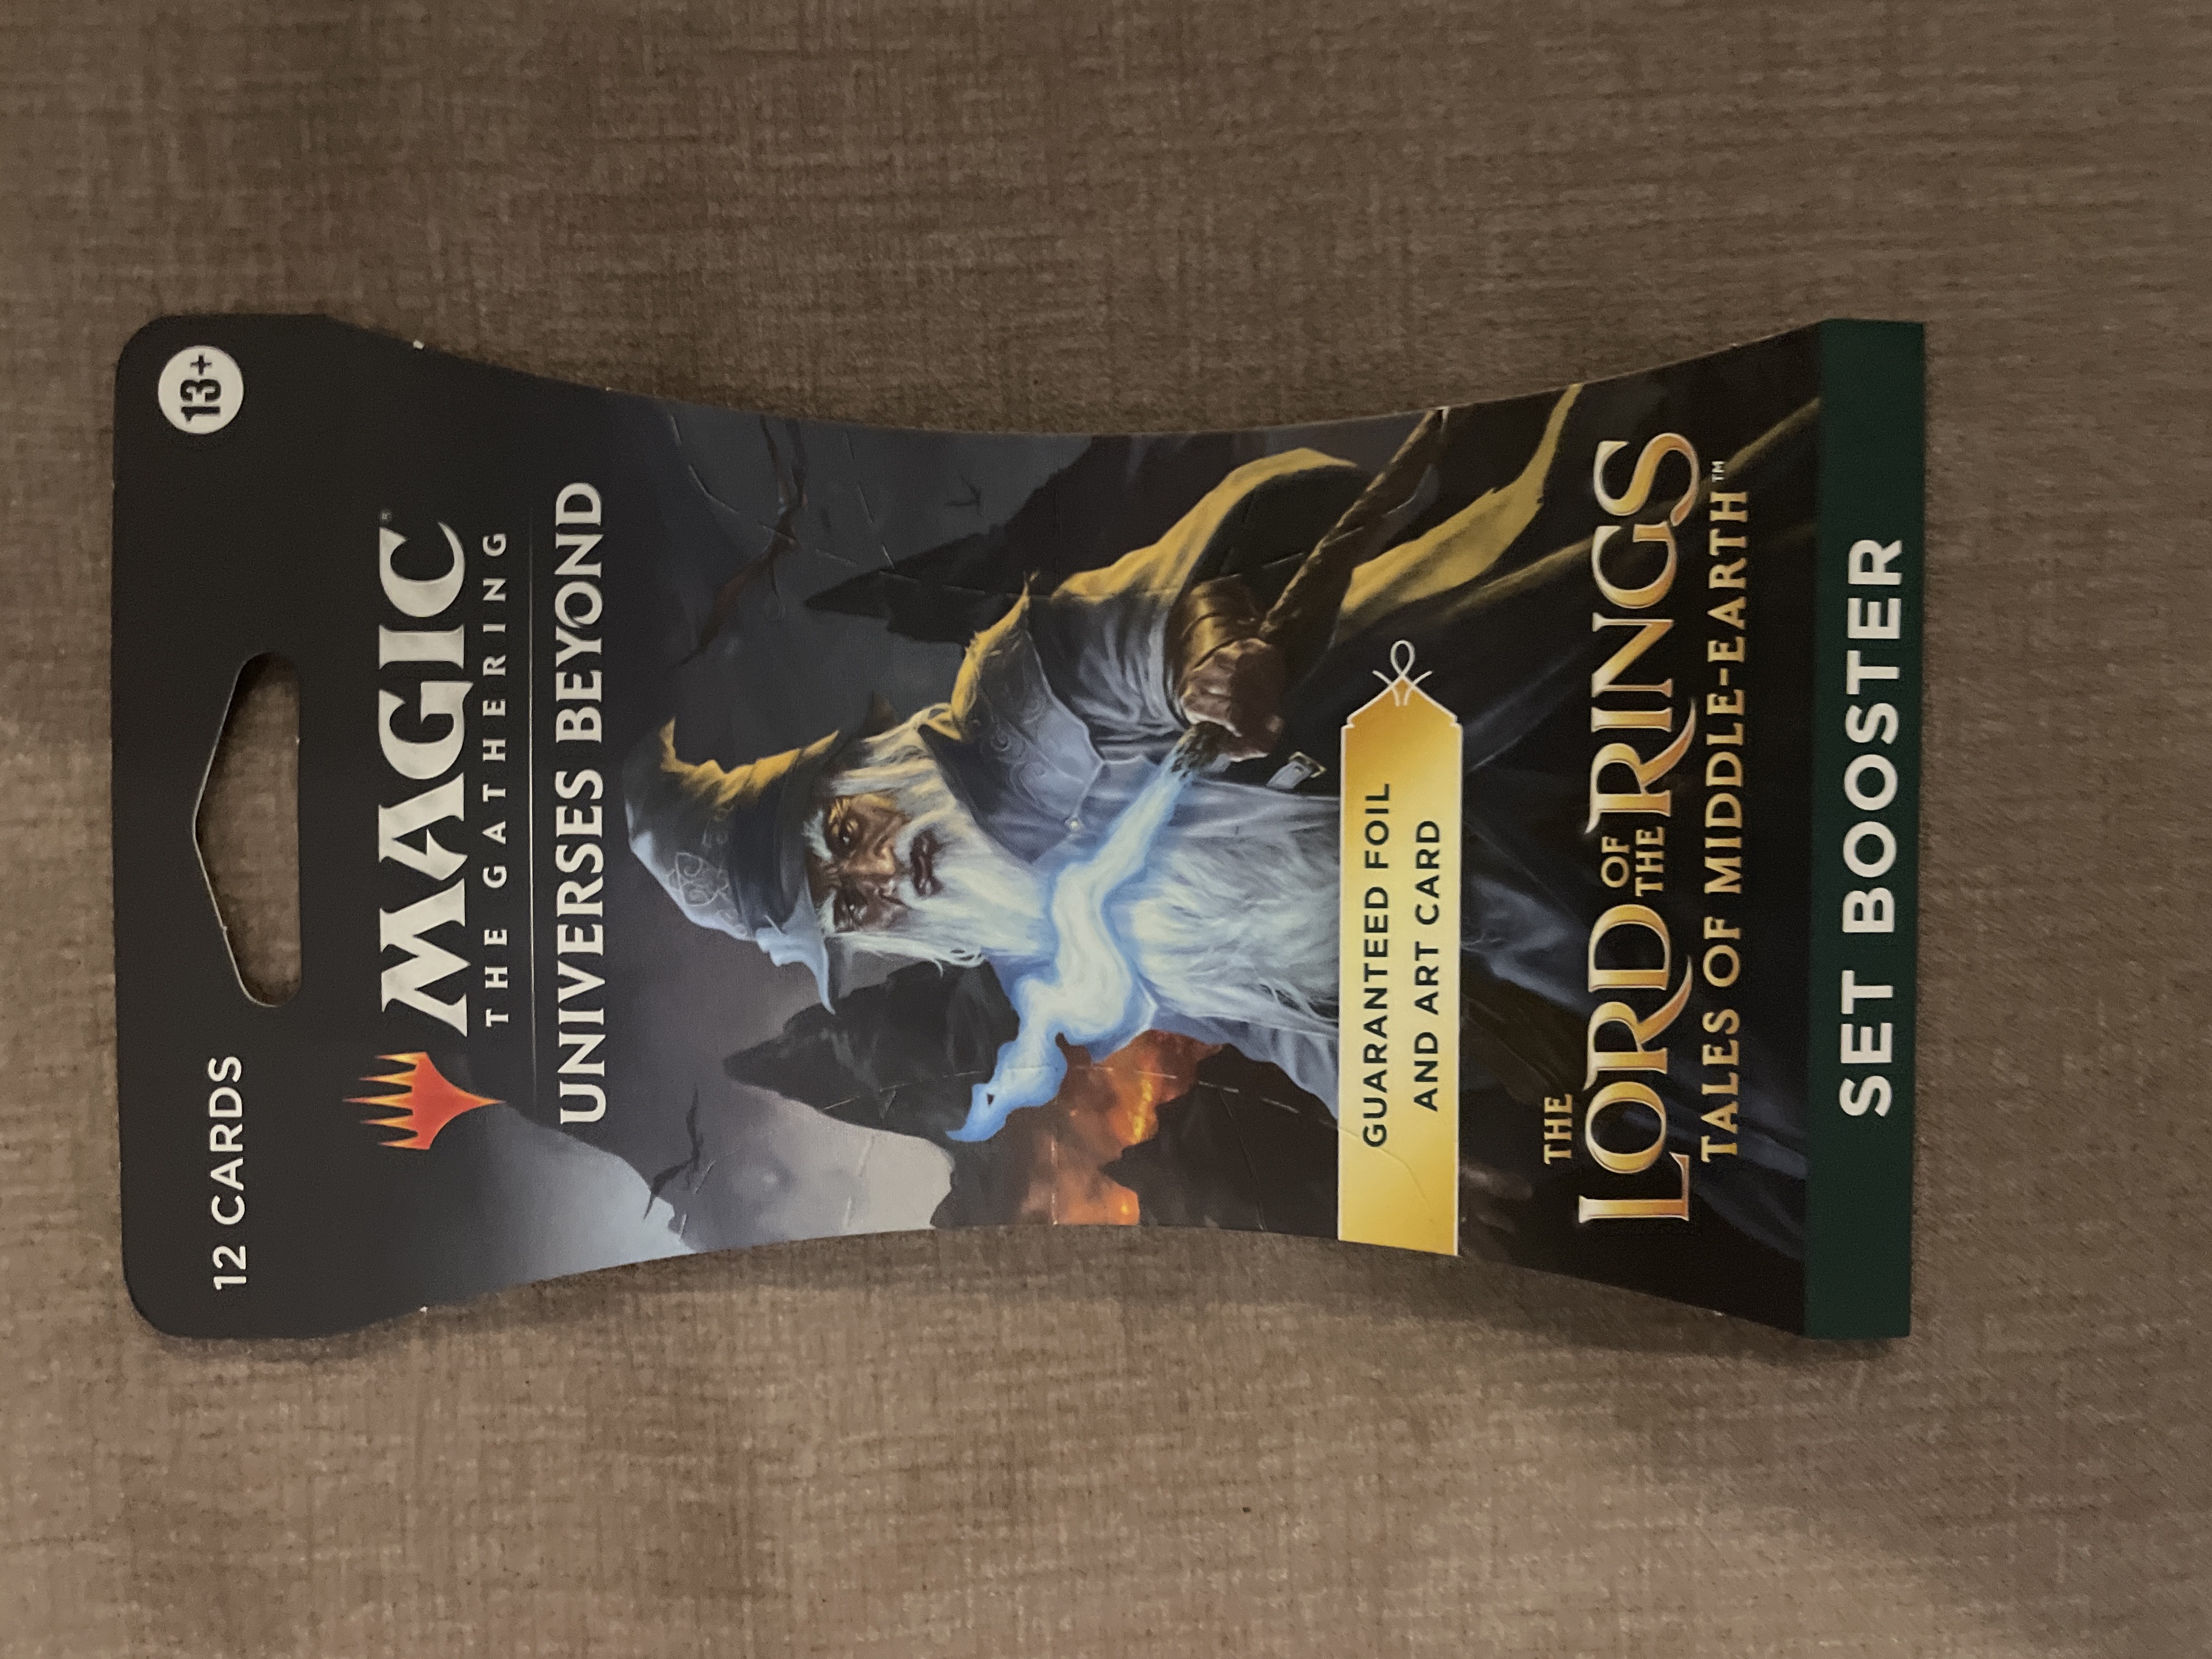 12 CARDS
13+
MAGIC®
THE GATHERING
UNIVERSES BEYOND
GUARANTEED FOIL
AND ART CARD
THE
LORD OF THE RINGS
TALES OF MIDDLE-EARTH™
SET BOOSTER